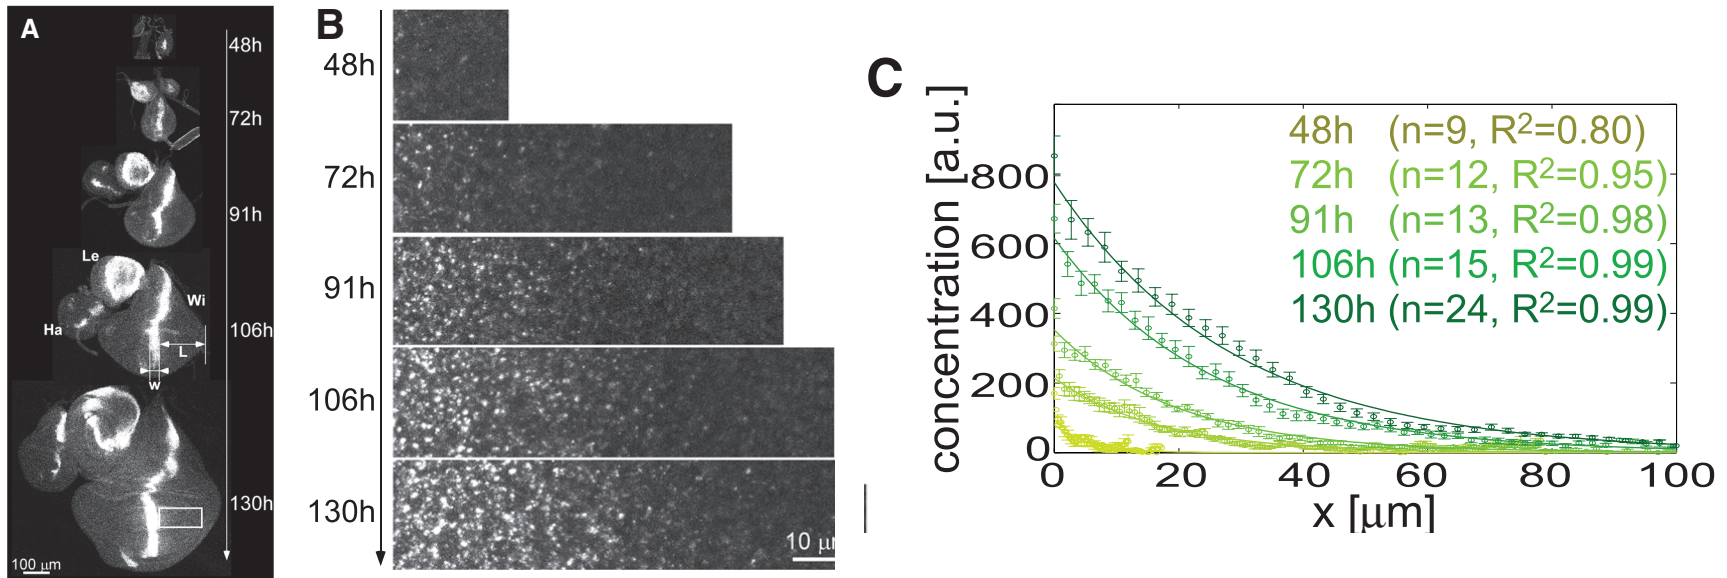 A
48h
72h
91h
Le
Wi
Ha
106h
L
w
130h
100 μm
B
48h
72h
91h
106h
130h
10 μ
C
concentration [a.u.]
800
600
400
200
0
0 20 40 60 80 100
x [μm]
48h (n=9, R²=0.80)
72h (n=12, R²=0.95)
91h (n=13, R²=0.98)
106h (n=15, R²=0.99)
130h (n=24, R²=0.99)